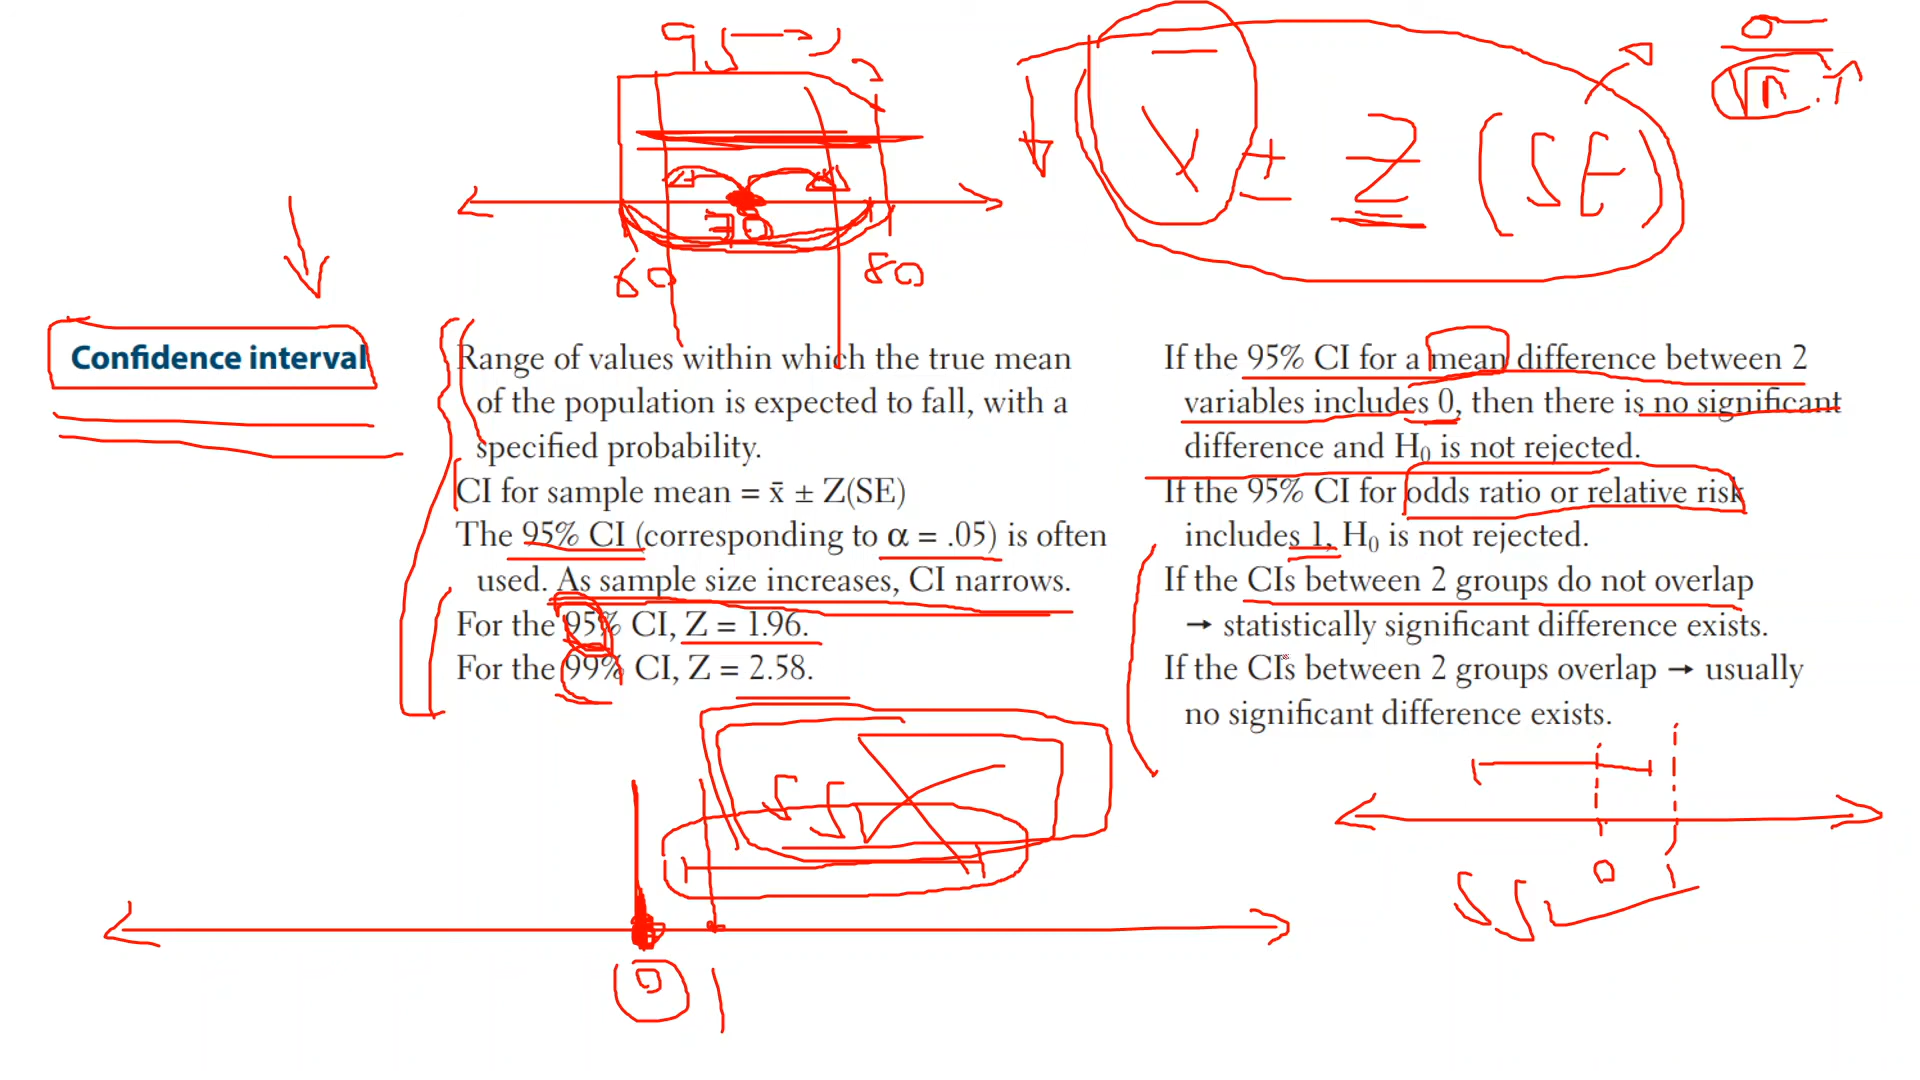 95
X̄ ± Z (SE)
σ
√n
70
60
80
Confidence interval
Range of values within which the true mean
of the population is expected to fall, with a
specified probability.
CI for sample mean = x̄ ± Z(SE)
The 95% CI (corresponding to α = .05) is often
used. As sample size increases, CI narrows.
For the 95% CI, Z = 1.96.
For the 99% CI, Z = 2.58.
If the 95% CI for a mean difference between 2
variables includes 0, then there is no significant
difference and H₀ is not rejected.
If the 95% CI for odds ratio or relative risk
includes 1, H₀ is not rejected.
If the CIs between 2 groups do not overlap
→ statistically significant difference exists.
If the CIs between 2 groups overlap → usually
no significant difference exists.
SS
0 1
SS
0 1